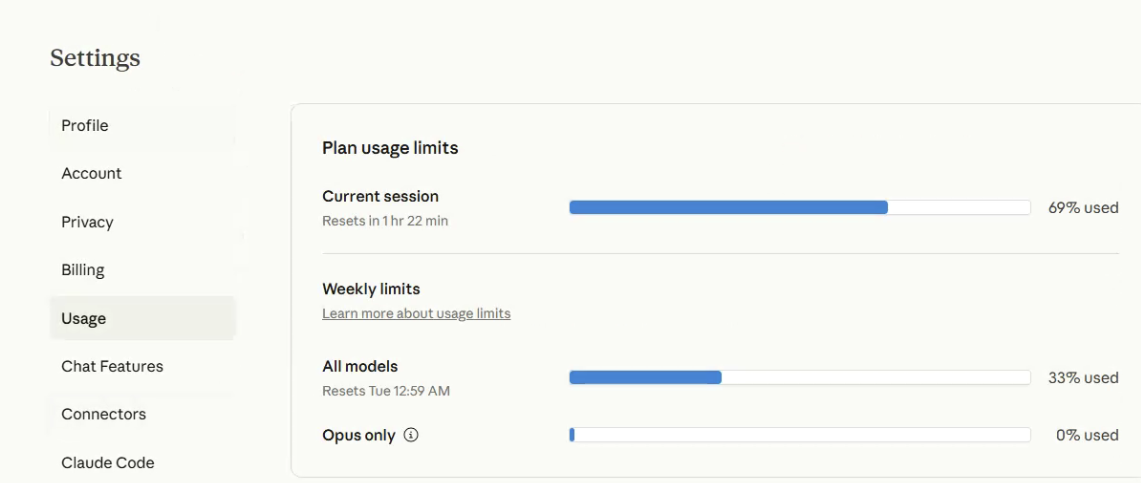 Settings
Profile
Account
Privacy
Billing
Usage
Chat Features
Connectors
Claude Code
Plan usage limits
Current session
Resets in 1 hr 22 min
69% used
Weekly limits
Learn more about usage limits
All models
Resets Tue 12:59 AM
33% used
Opus only
0% used